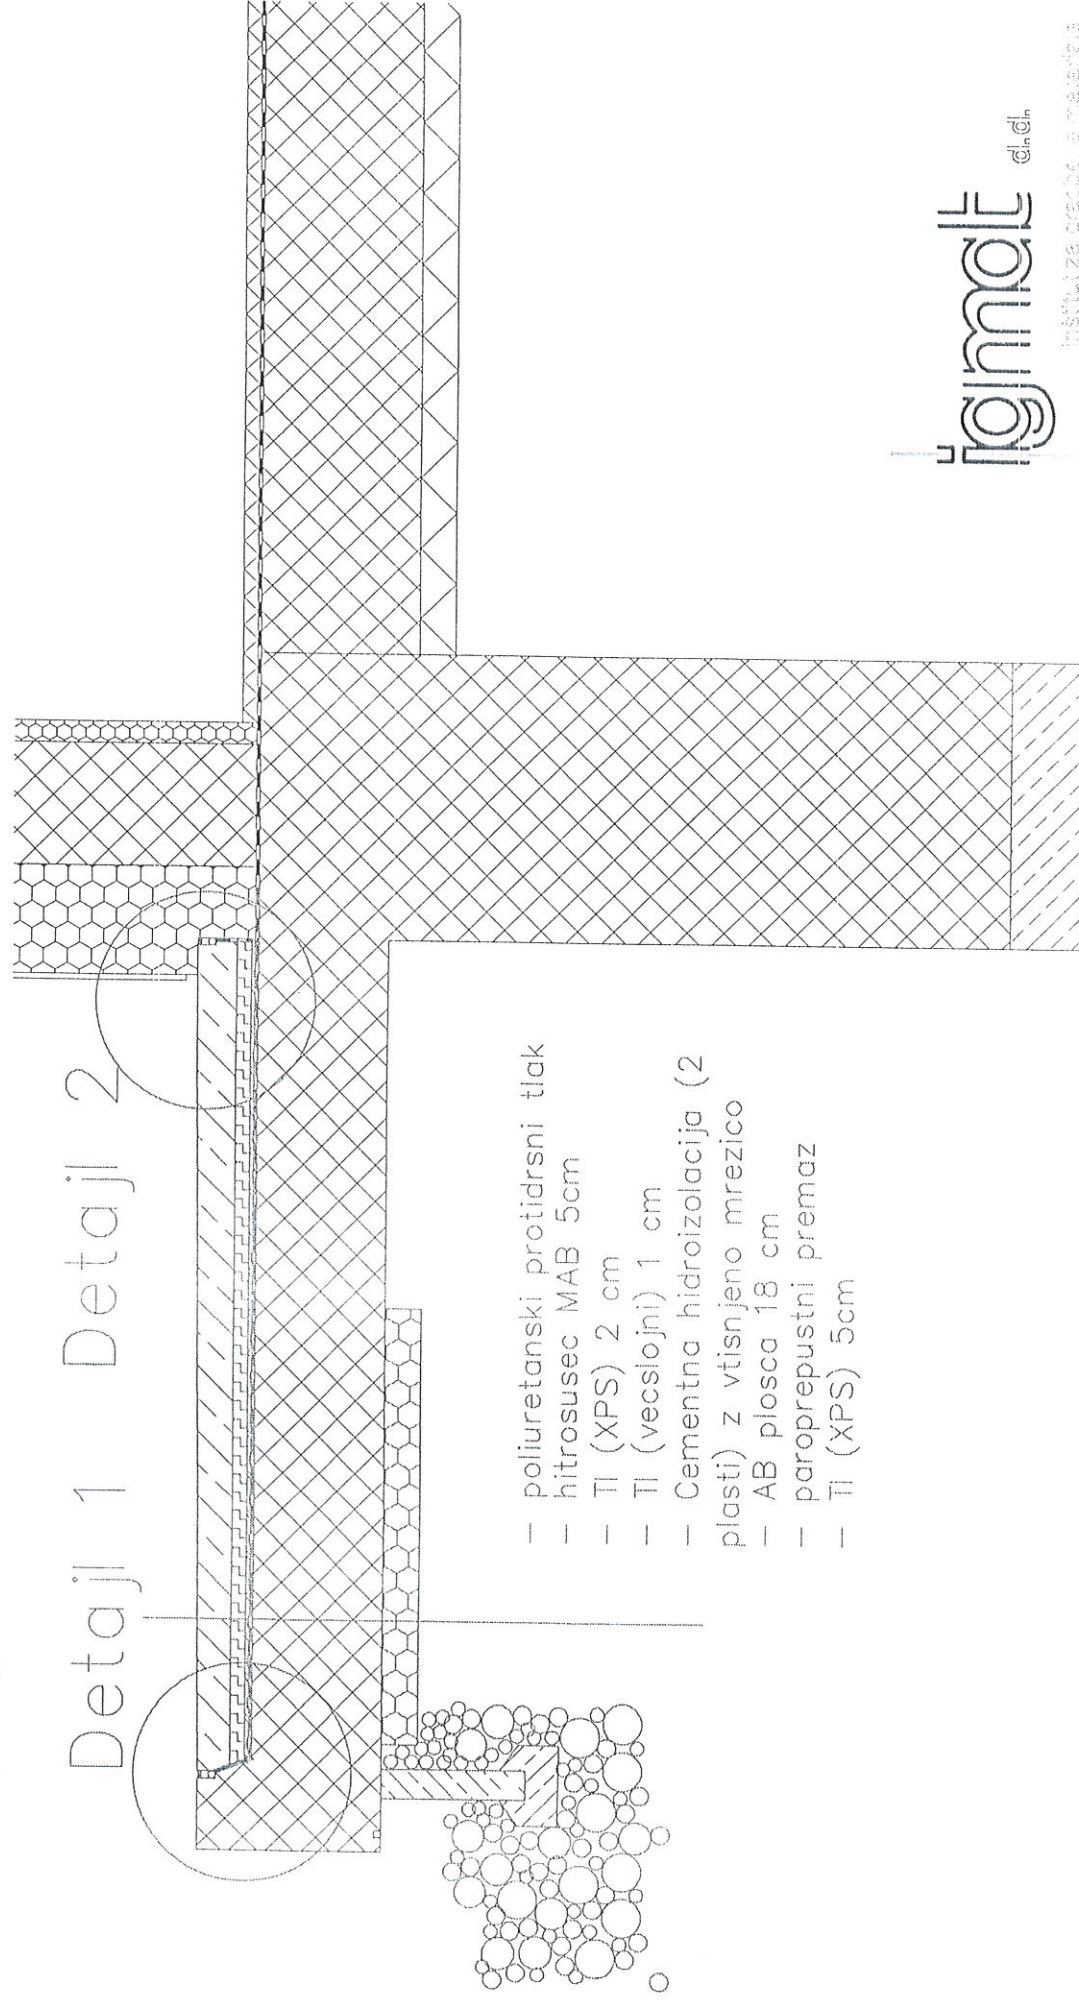 Detajl 1 Detajl 2
– poliuretanski protidrsni tlak
– hitrosusec MAB 5cm
– TI (XPS) 2 cm
– TI (vecslojni) 1 cm
– Cementna hidroizolacija (2
plasti) z vtisnjeno mrezico
– AB plosca 18 cm
– paroprepustni premaz
– TI (XPS) 5cm
igmat d.d.